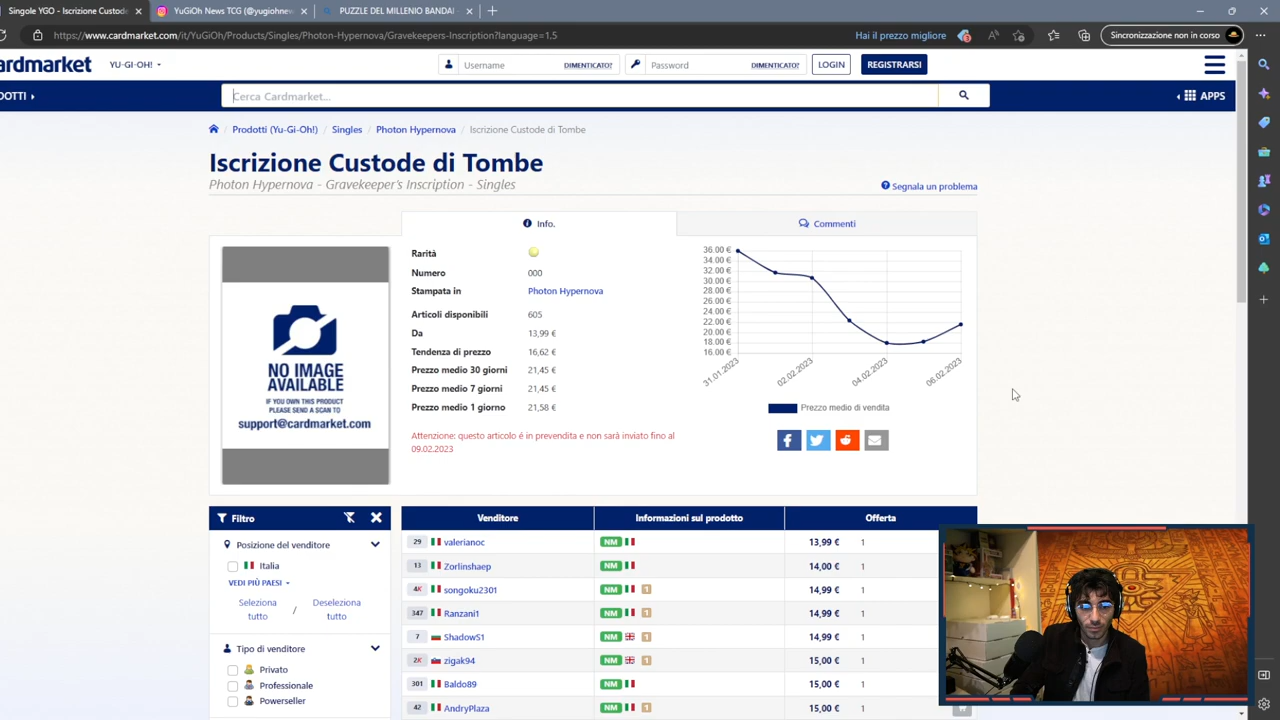 Singole YGO - Iscrizione Custod
YuGiOh News TCG (@yugiohnew
PUZZLE DEL MILLENIO BANDAI
https://www.cardmarket.com/it/YuGiOh/Products/Singles/Photon-Hypernova/Gravekeepers-Inscription?language=1,5
Hai il prezzo migliore
Sincronizzazione non in corso
cardmarket
YU-GI-OH!
Username
DIMENTICATO?
Password
DIMENTICATO?
LOGIN
REGISTRARSI
DOTTI
Cerca Cardmarket...
APPS
Prodotti (Yu-Gi-Oh!) / Singles / Photon Hypernova / Iscrizione Custode di Tombe
Iscrizione Custode di Tombe
Photon Hypernova - Gravekeeper's Inscription - Singles
Segnala un problema
Info.
Commenti
NO IMAGE
AVAILABLE
IF YOU OWN THIS PRODUCT
PLEASE SEND A SCAN TO
support@cardmarket.com
Rarità
Numero 000
Stampata in Photon Hypernova
Articoli disponibili 605
Da 13,99 €
Tendenza di prezzo 16,62 €
Prezzo medio 30 giorni 21,45 €
Prezzo medio 7 giorni 21,45 €
Prezzo medio 1 giorno 21,58 €
Attenzione: questo articolo é in prevendita e non sarà inviato fino al
09.02.2023
36.00 €
34.00 €
32.00 €
30.00 €
28.00 €
26.00 €
24.00 €
22.00 €
20.00 €
18.00 €
16.00 €
31.01.2023
02.02.2023
04.02.2023
06.02.2023
Prezzo medio di vendita
Filtro
Posizione del venditore
Italia
VEDI PIÙ PAESI
Seleziona tutto / Deseleziona tutto
Tipo di venditore
Privato
Professionale
Powerseller
Venditore Informazioni sul prodotto Offerta
29 valerianoc NM 13,99 € 1
13 Zorlinshaep NM 14,00 € 1
4K songoku2301 NM 1 14,99 € 1
347 Ranzani1 NM 1 14,99 € 1
7 ShadowS1 NM 1 14,99 € 1
2K zigak94 NM 1 15,00 € 1
301 Baldo89 NM 15,00 € 1
42 AndryPlaza NM 1 15,00 € 1